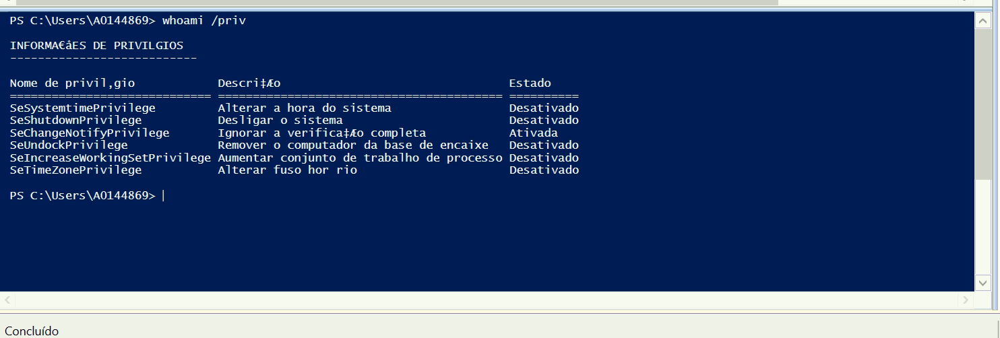 PS C:\Users\A0144869> whoami /priv
INFORMA€åES DE PRIVILGIOS
---------------------------
Nome de privil‚gio Descri‡Æo Estado
============================= ========================================= ==========
SeSystemtimePrivilege Alterar a hora do sistema Desativado
SeShutdownPrivilege Desligar o sistema Desativado
SeChangeNotifyPrivilege Ignorar a verifica‡Æo completa Ativada
SeUndockPrivilege Remover o computador da base de encaixe Desativado
SeIncreaseWorkingSetPrivilege Aumentar conjunto de trabalho de processo Desativado
SeTimeZonePrivilege Alterar fuso hor rio Desativado
PS C:\Users\A0144869>
Concluído